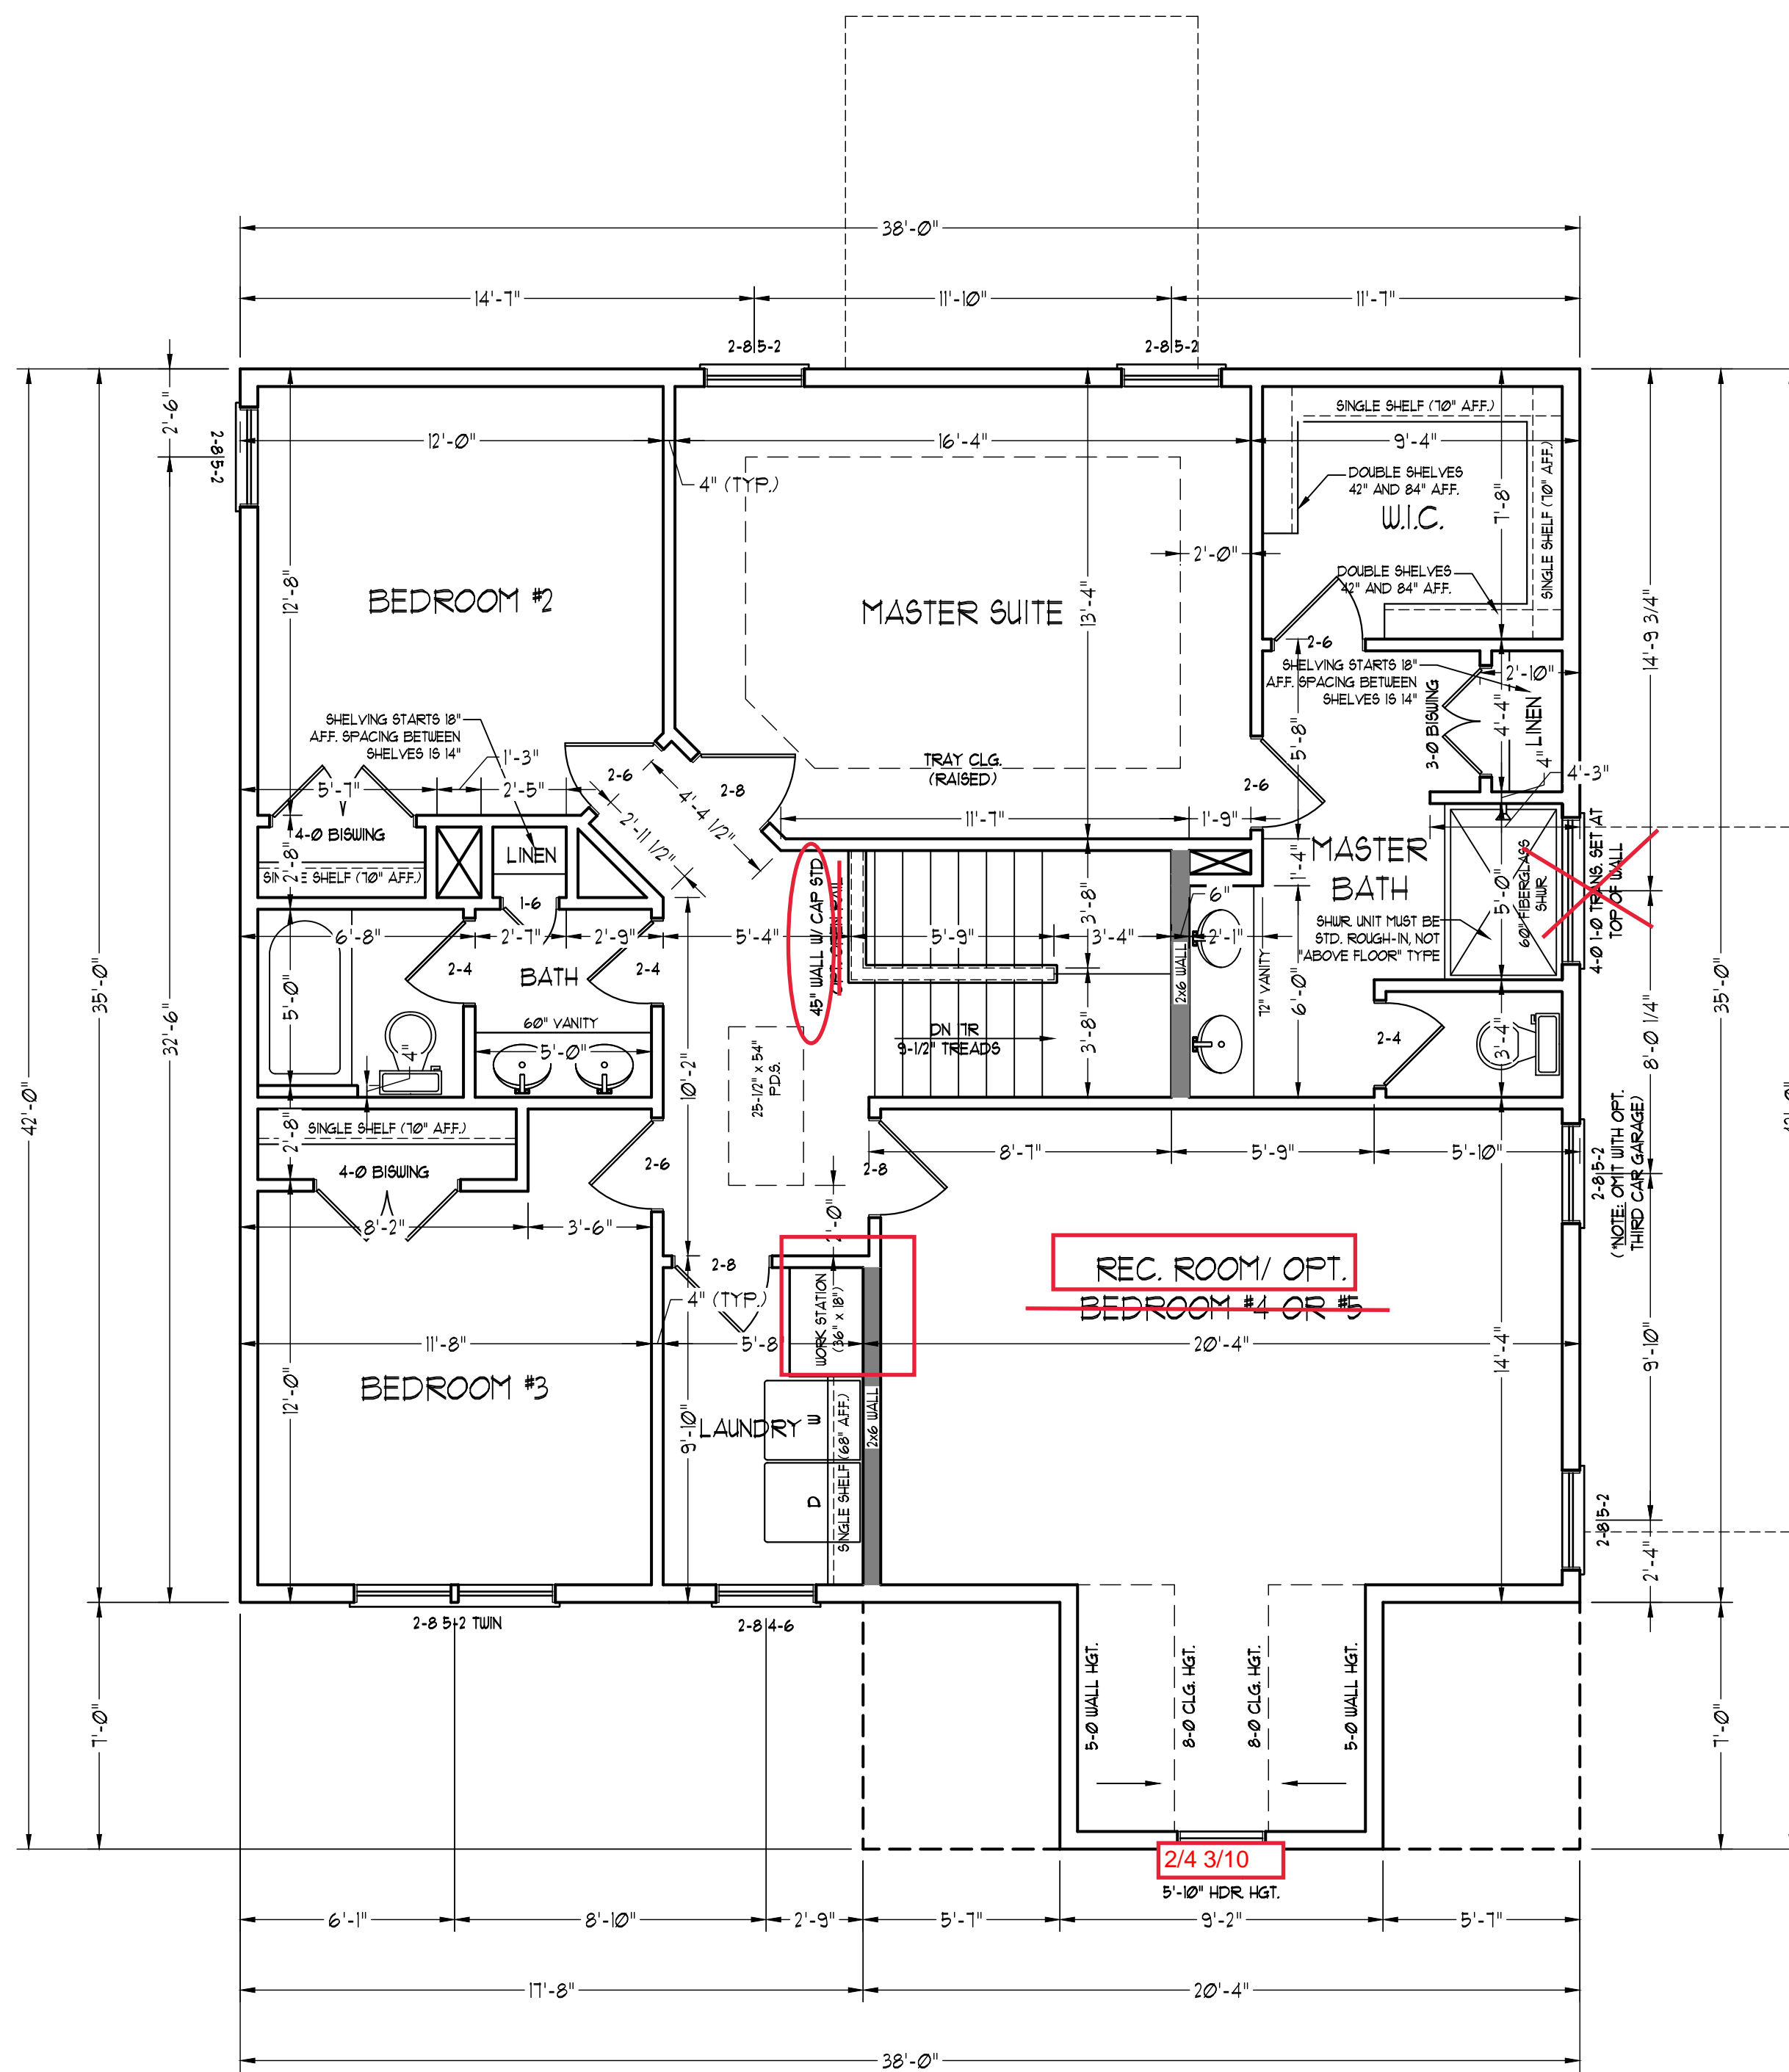 38'-0"
14'-7"
11'-10"
11'-7"
2-8 5-2
2-8 5-2
2'-6"
2-8 5-2
12'-0"
16'-4"
9'-4"
4" (TYP.)
SINGLE SHELF (70" A.F.F.)
SINGLE SHELF (70" A.F.F.)
DOUBLE SHELVES
42" AND 84" A.F.F.
W.I.C.
7'-8"
2'-0"
DOUBLE SHELVES
42" AND 84" A.F.F.
12'-8"
BEDROOM #2
MASTER SUITE
13'-4"
14'-9 3/4"
2-6
SHELVING STARTS 18"
A.F.F. SPACING BETWEEN
SHELVES IS 14"
2'-10"
3-0 BISWING
4'-4"
LINEN
5'-8"
SHELVING STARTS 18"
A.F.F. SPACING BETWEEN
SHELVES IS 14"
1'-3"
5'-7"
2'-5"
2-6
4'-4 1/2"
2-8
2'-11 1/2"
TRAY CLG.
(RAISED)
2-6
4"
4'-3"
11'-7"
1'-9"
4-0 BISWING
2'-8"
SINGLE SHELF (70" A.F.F.)
LINEN
1-6
MASTER
BATH
1'-4"
SHWR UNIT MUST BE
STD. ROUGH-IN, NOT
"ABOVE FLOOR" TYPE
5'-0"
60" FIBERGLASS
SHWR
4-0 1-0 TRANS. SET AT
TOP OF WALL
45" WALL W/ CAP STD
3'-8"
6"
6'-8"
2'-7"
2'-9"
5'-4"
5'-9"
3'-4"
2'-1"
2-4
BATH
2-4
5'-0"
4"
60" VANITY
5'-0"
10'-2"
25-1/2" x 54"
P.D.S.
DN 7R
9-1/2" TREADS
3'-8"
2x6 WALL
72" VANITY
6'-0"
2-4
3'-4"
8'-0 1/4"
42'-0"
35'-0"
32'-6"
35'-0"
2'-8"
SINGLE SHELF (70" A.F.F.)
4-0 BISWING
2-6
2-8
8'-7"
5'-9"
5'-10"
2-8 5-2
(*NOTE: OMIT WITH OPT.
THIRD CAR GARAGE)
8'-2"
3'-6"
2'-0"
2-8
4" (TYP.)
WORK STATION
(36" x 18")
REC. ROOM/ OPT.
BEDROOM #4 OR #5
11'-8"
5'-8"
20'-4"
14'-4"
9'-10"
BEDROOM #3
12'-0"
9'-10"
LAUNDRY
W
D
SINGLE SHELF (68" A.F.F.)
2x6 WALL
2-8 5-2
2'-4"
2-8 5-2 TWIN
2-8 4-6
7'-0"
5-0 WALL HGT.
8-0 CLG. HGT.
8-0 CLG. HGT.
5-0 WALL HGT.
7'-0"
2/4 3/10
5'-10" HDR. HGT.
6'-1"
8'-10"
2'-9"
5'-7"
9'-2"
5'-7"
17'-8"
20'-4"
38'-0"